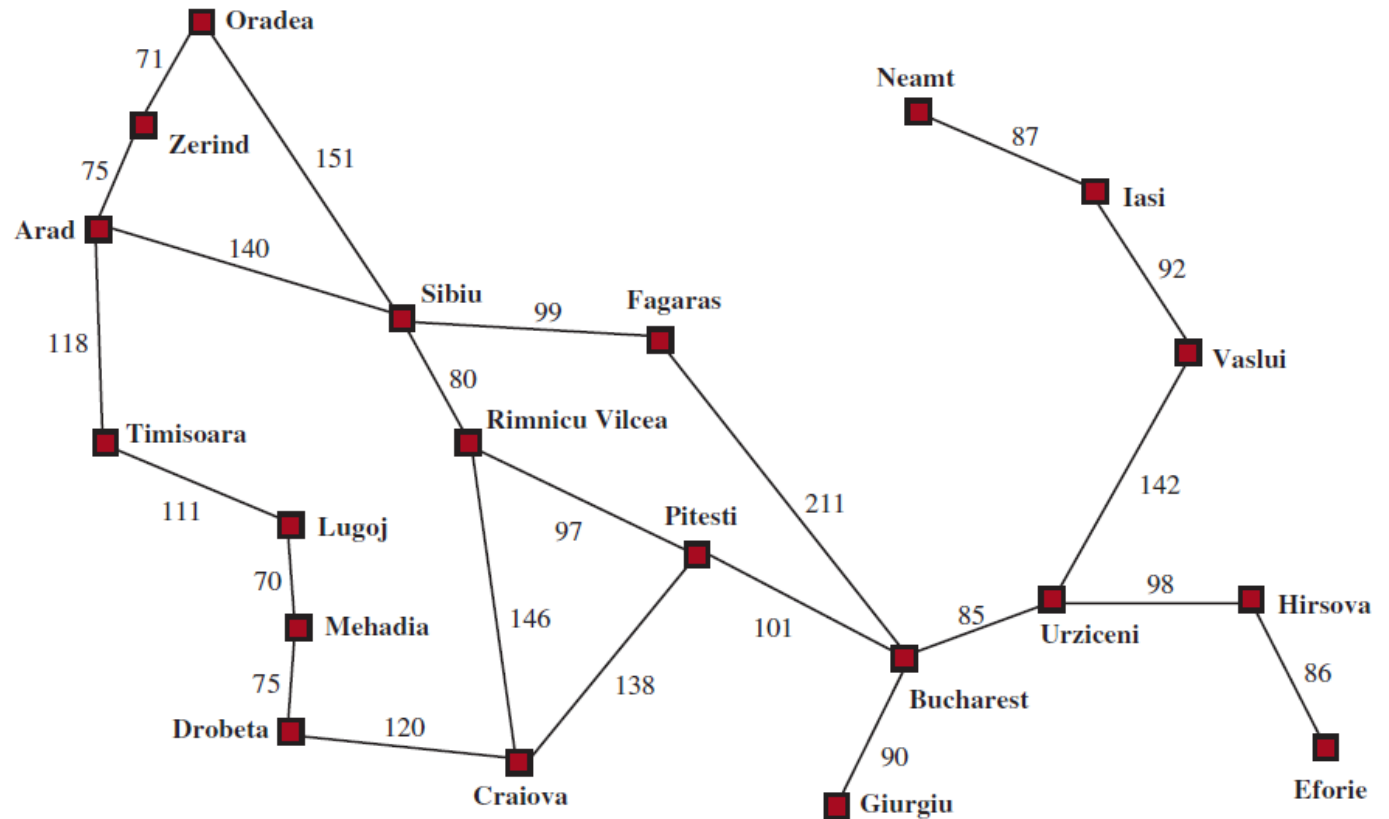 Oradea
71
Neamt
87
Zerind
151
75
Iasi
Arad
140
92
Sibiu
Fagaras
99
118
Vaslui
80
Timisoara
Rimnicu Vilcea
142
211
111
Lugoj
97
Pitesti
70
98
Hirsova
Mehadia
146
101
85
Urziceni
86
75
138
Bucharest
Drobeta
120
90
Craiova
Giurgiu
Eforie